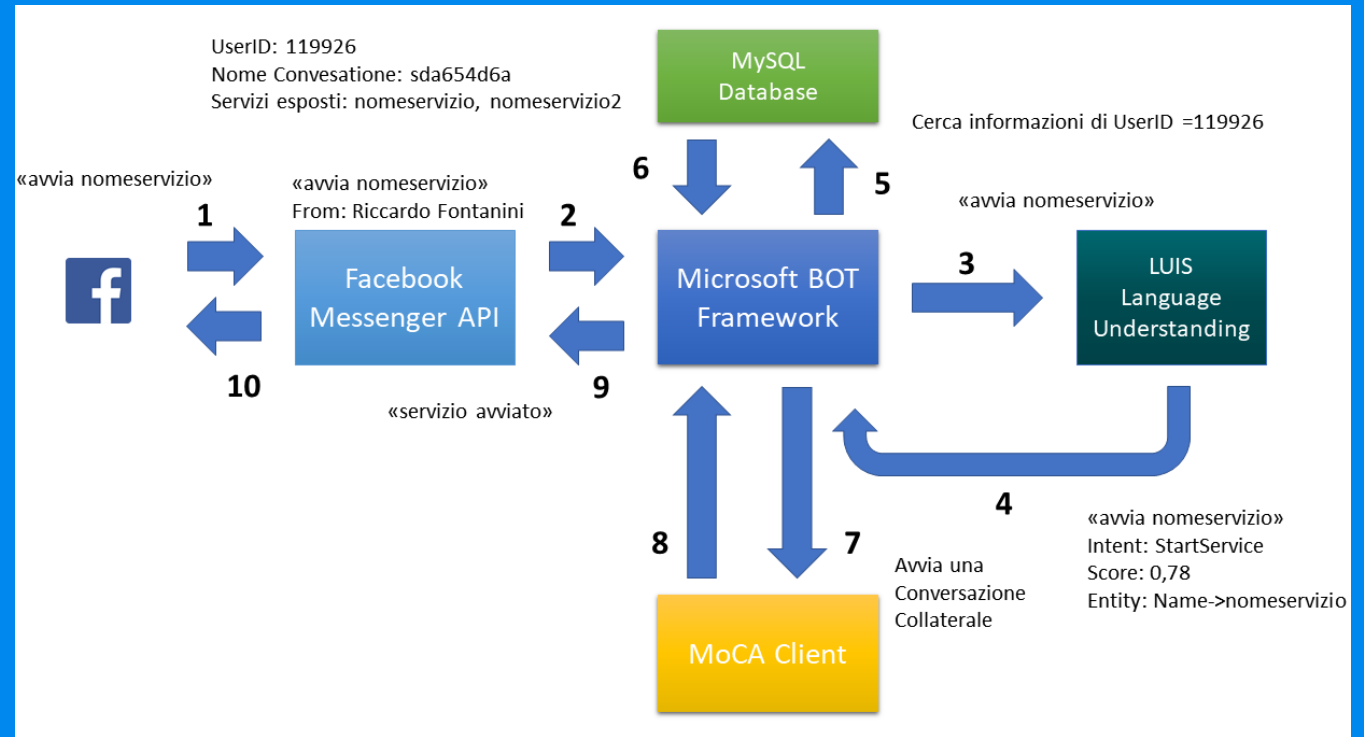 UserID: 119926
Nome Convesatione: sda654d6a
Servizi esposti: nomeservizio, nomeservizio2
MySQL
Database
Cerca informazioni di UserID =119926
6
5
«avvia nomeservizio»
1
«avvia nomeservizio»
From: Riccardo Fontanini
2
«avvia nomeservizio»
3
f
Facebook
Messenger API
Microsoft BOT
Framework
LUIS
Language
Understanding
10
9
«servizio avviato»
4
«avvia nomeservizio»
Intent: StartService
Score: 0,78
Entity: Name->nomeservizio
8
7
Avvia una
Conversazione
Collaterale
MoCA Client